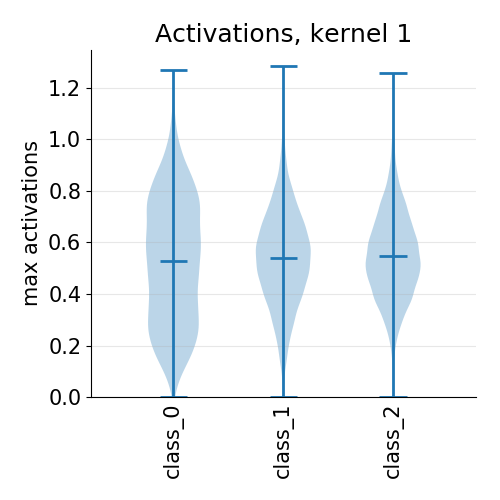 Activations, kernel 1
max activations
1.2
1.0
0.8
0.6
0.4
0.2
0.0
class_0
class_1
class_2